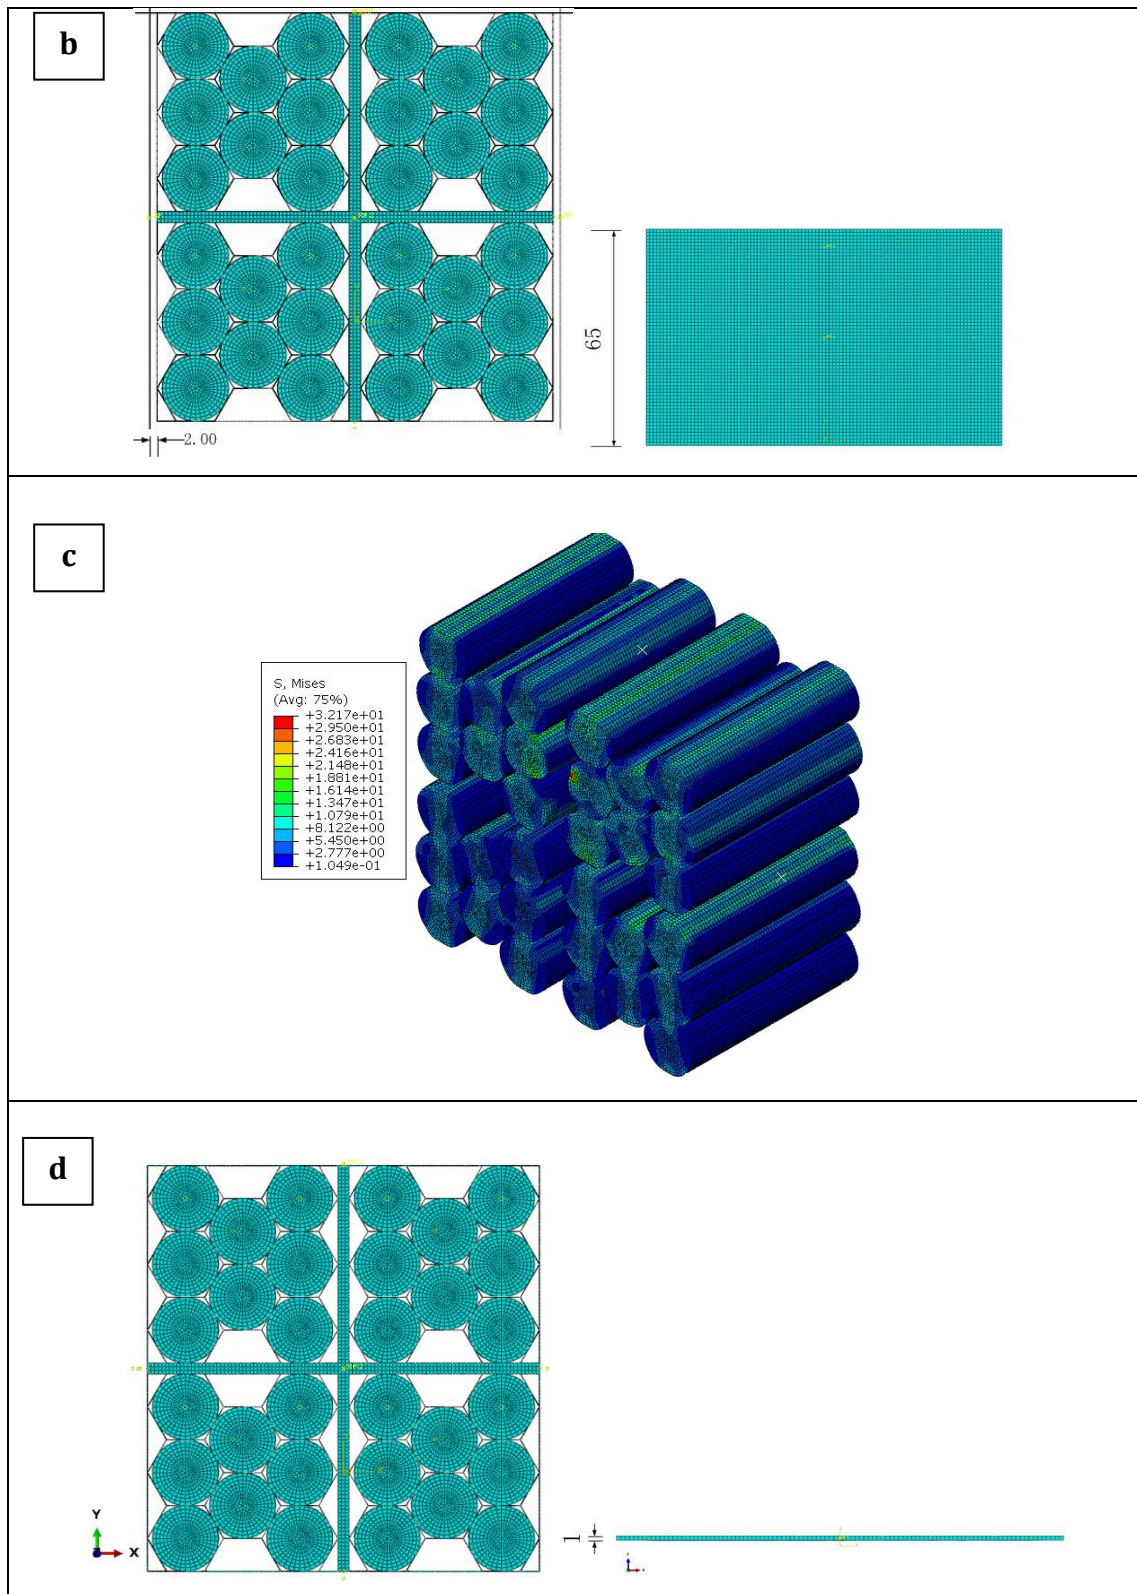 b
2.00
65
c
S, Mises
(Avg: 75%)
+3.217e+01
+2.950e+01
+2.683e+01
+2.416e+01
+2.148e+01
+1.881e+01
+1.614e+01
+1.347e+01
+1.079e+01
+8.122e+00
+5.450e+00
+2.777e+00
+1.049e-01
d
Y
X
1